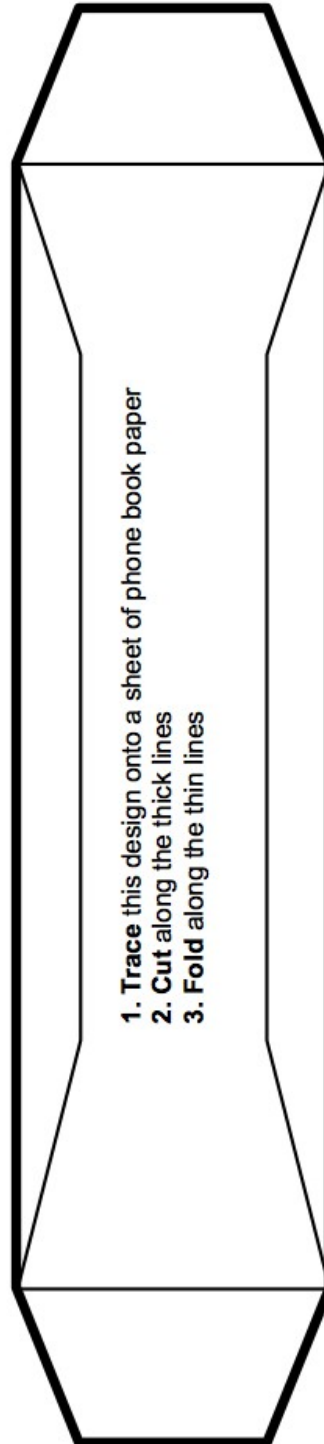 1. Trace this design onto a sheet of phone book paper
2. Cut along the thick lines
3. Fold along the thin lines